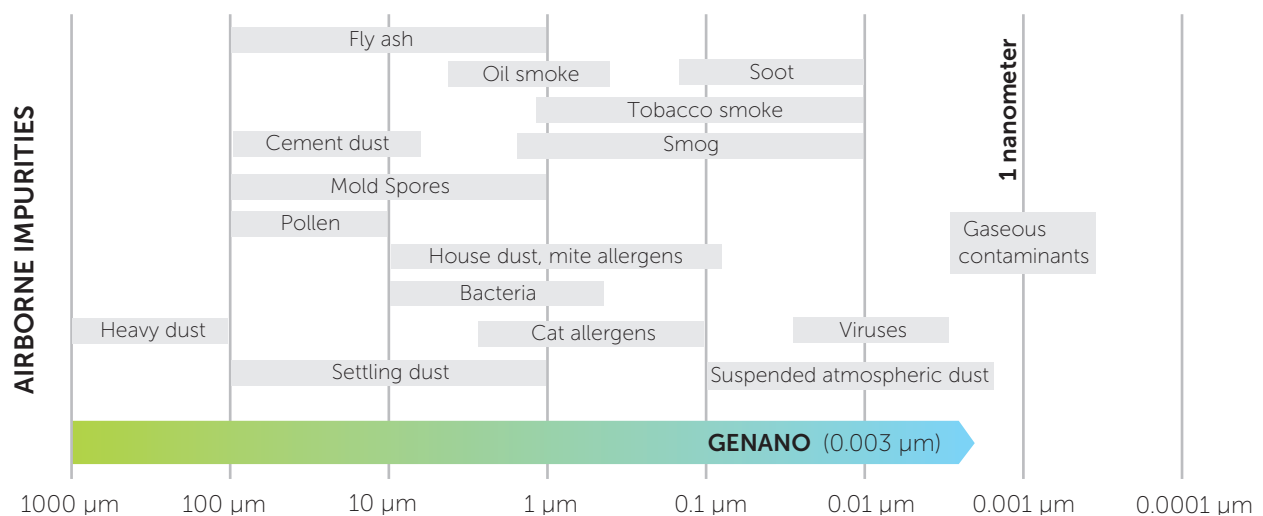 AIRBORNE IMPURITIES
Fly ash
Oil smoke
Soot
Tobacco smoke
Cement dust
Smog
Mold Spores
Pollen
House dust, mite allergens
Bacteria
Heavy dust
Cat allergens
Viruses
Settling dust
Suspended atmospheric dust
1 nanometer
Gaseous
contaminants
GENANO (0.003 µm)
1000 µm 100 µm 10 µm 1 µm 0.1 µm 0.01 µm 0.001 µm 0.0001 µm